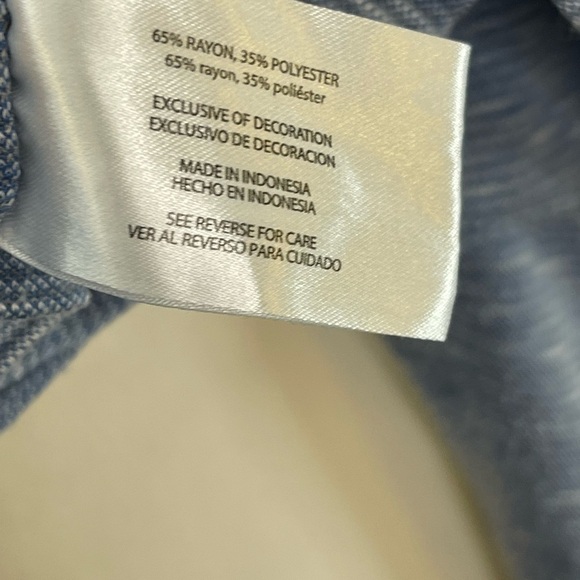 65% RAYON, 35% POLYESTER
65% rayon, 35% poliéster
EXCLUSIVE OF DECORATION
EXCLUSIVO DE DECORACION
MADE IN INDONESIA
HECHO EN INDONESIA
SEE REVERSE FOR CARE
VER AL REVERSO PARA CUIDADO